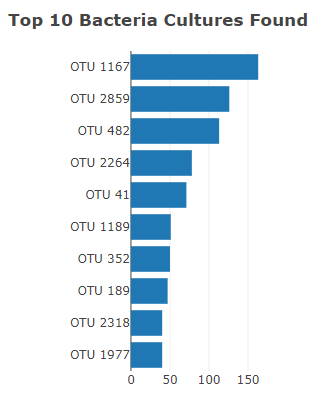 Top 10 Bacteria Cultures Found
OTU 1167
OTU 2859
OTU 482
OTU 2264
OTU 41
OTU 1189
OTU 352
OTU 189
OTU 2318
OTU 1977
0 50 100 150